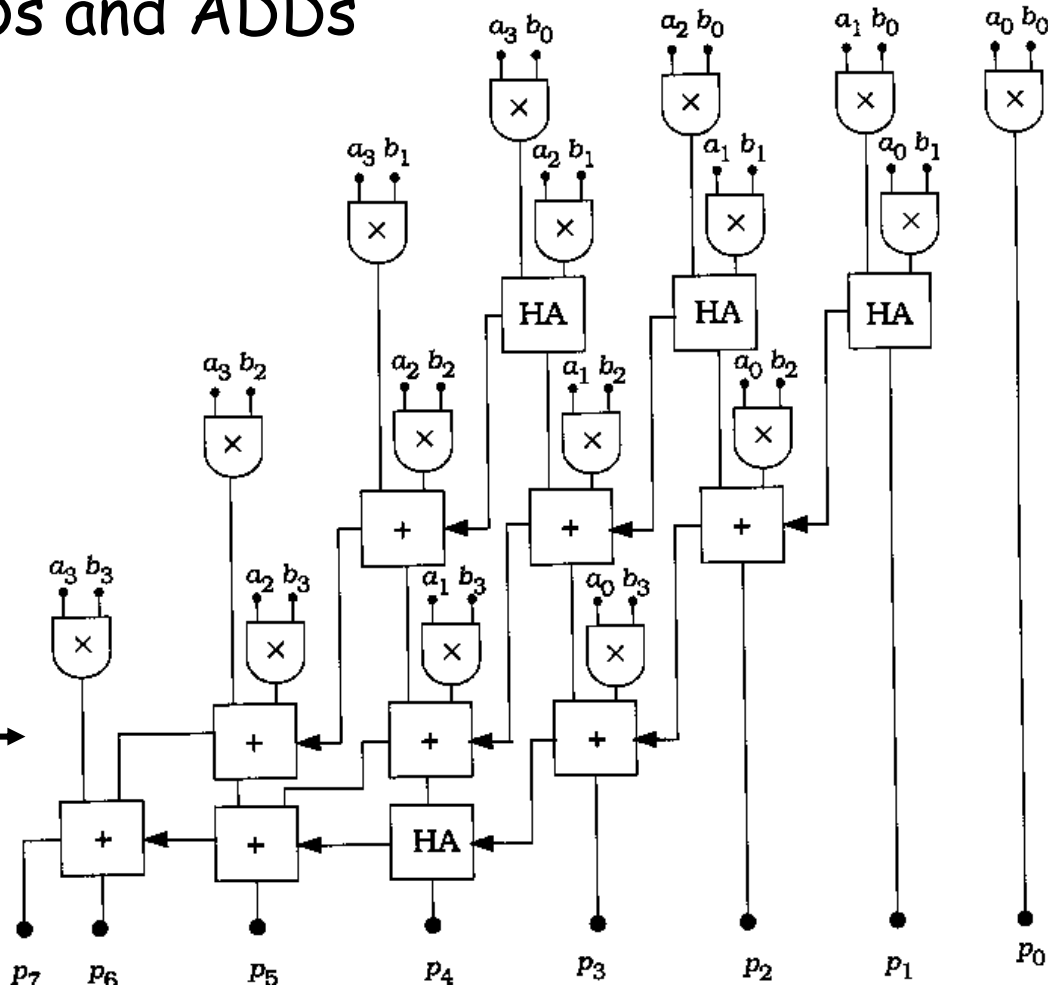 and ADDs
a₃ b₀ a₂ b₀ a₁ b₀ a₀ b₀
× × × ×
a₃ b₁ a₂ b₁ a₁ b₁ a₀ b₁
× × × ×
HA HA HA
a₃ b₂ a₂ b₂ a₁ b₂ a₀ b₂
× × × ×
+ + +
a₃ b₃ a₂ b₃ a₁ b₃ a₀ b₃
× × × ×
+ + +
+ + HA
p₇ p₆ p₅ p₄ p₃ p₂ p₁ p₀